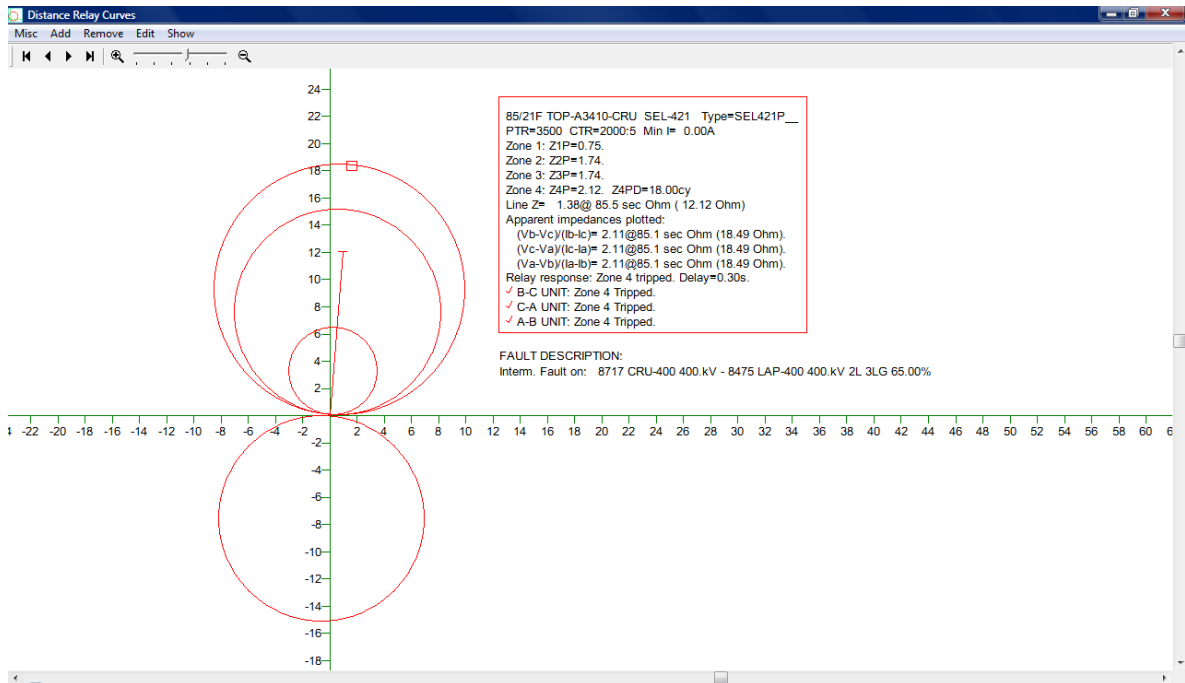 Distance Relay Curves
Misc Add Remove Edit Show
85/21F TOP-A3410-CRU SEL-421 Type=SEL421P__
PTR=3500 CTR=2000:5 Min I= 0.00A
Zone 1: Z1P=0.75.
Zone 2: Z2P=1.74.
Zone 3: Z3P=1.74.
Zone 4: Z4P=2.12. Z4PD=18.00cy
Line Z= 1.38@ 85.5 sec Ohm ( 12.12 Ohm)
Apparent impedances plotted:
(Vb-Vc)/(Ib-Ic)= 2.11@85.1 sec Ohm (18.49 Ohm).
(Vc-Va)/(Ic-Ia)= 2.11@85.1 sec Ohm (18.49 Ohm).
(Va-Vb)/(Ia-Ib)= 2.11@85.1 sec Ohm (18.49 Ohm).
Relay response: Zone 4 tripped. Delay=0.30s.
B-C UNIT: Zone 4 Tripped.
C-A UNIT: Zone 4 Tripped.
A-B UNIT: Zone 4 Tripped.
FAULT DESCRIPTION:
Interm. Fault on: 8717 CRU-400 400.kV - 8475 LAP-400 400.kV 2L 3LG 65.00%
24
22
20
18
16
14
12
10
8
6
4
2
-22 -20 -18 -16 -14 -12 -10 -8 -6 -4 -2 2 4 6 8 10 12 14 16 18 20 22 24 26 28 30 32 34 36 38 40 42 44 46 48 50 52 54 56 58 60
-2
-4
-6
-8
-10
-12
-14
-16
-18